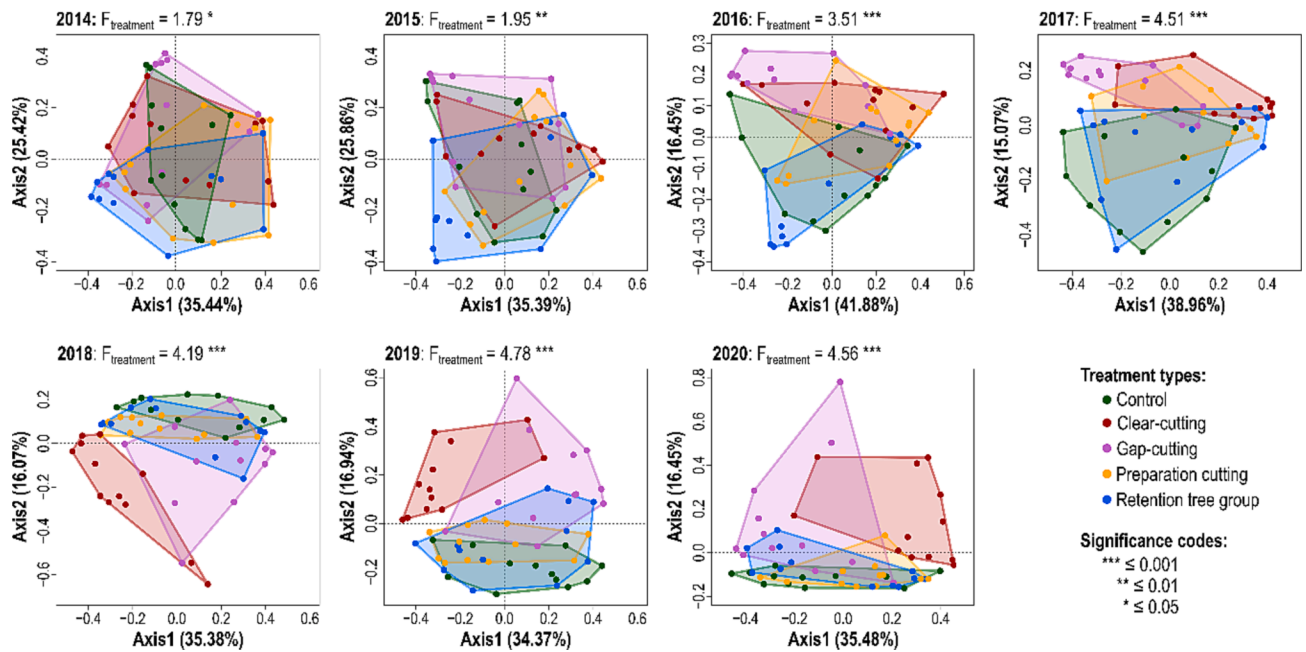 2014: Ftreatment = 1.79 *
2015: Ftreatment = 1.95 **
2016: Ftreatment = 3.51 ***
2017: Ftreatment = 4.51 ***
Axis2 (25.42%)
0.4
0.2
0.0
−0.2
−0.4
−0.4 −0.2 0.0 0.2 0.4 0.6
Axis1 (35.44%)
Axis2 (25.86%)
0.4
0.2
0.0
−0.2
−0.4
−0.4 −0.2 0.0 0.2 0.4 0.6
Axis1 (35.39%)
Axis2 (16.45%)
0.3
0.1
0.0
−0.1
−0.2
−0.3
−0.4
−0.4 −0.2 0.0 0.2 0.4 0.6
Axis1 (41.88%)
Axis2 (15.07%)
0.2
0.0
−0.2
−0.4
−0.4 −0.2 0.0 0.2 0.4
Axis1 (38.96%)
2018: Ftreatment = 4.19 ***
2019: Ftreatment = 4.78 ***
2020: Ftreatment = 4.56 ***
Axis2 (16.07%)
0.2
0.0
−0.2
−0.6
−0.4 −0.2 0.0 0.2 0.4 0.6
Axis1 (35.38%)
Axis2 (16.94%)
0.6
0.4
0.2
0.0
−0.2
−0.4 −0.2 0.0 0.2 0.4 0.6
Axis1 (34.37%)
Axis2 (16.45%)
0.8
0.6
0.4
0.2
0.0
−0.2
−0.4 −0.2 0.0 0.2 0.4 0.6
Axis1 (35.48%)
Treatment types:
Control
Clear-cutting
Gap-cutting
Preparation cutting
Retention tree group
Significance codes:
*** ≤ 0.001
** ≤ 0.01
* ≤ 0.05